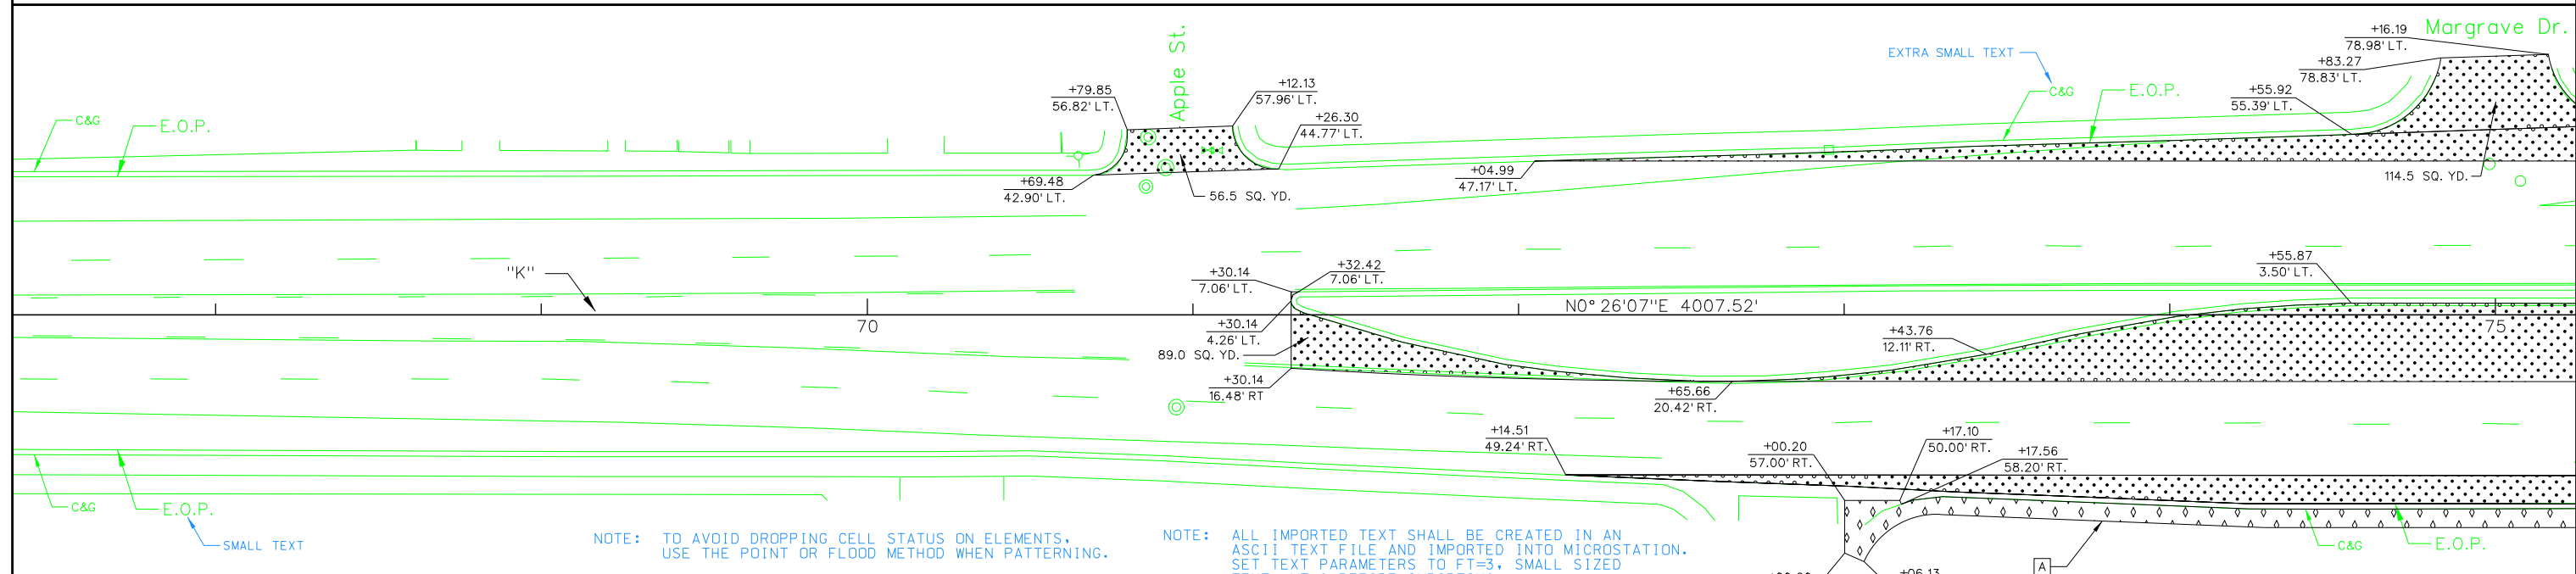 +16.19
78.98' LT.
Margrave Dr.
EXTRA SMALL TEXT
+83.27
78.83' LT.
Apple St.
+79.85
56.82' LT.
+12.13
57.96' LT.
C&G
E.O.P.
+55.92
55.39' LT.
C&G
E.O.P.
+26.30
44.77' LT.
+69.48
42.90' LT.
56.5 SQ. YD.
+04.99
47.17' LT.
114.5 SQ. YD.
"K"
+30.14
7.06' LT.
+32.42
7.06' LT.
+55.87
3.50' LT.
N0°26'07"E 4007.52'
70
75
+30.14
4.26' LT.
89.0 SQ. YD.
+43.76
12.11' RT.
+30.14
16.48' RT
+65.66
20.42' RT.
+14.51
49.24' RT.
+00.20
57.00' RT.
+17.10
50.00' RT.
+17.56
58.20' RT.
C&G
E.O.P.
SMALL TEXT
NOTE: TO AVOID DROPPING CELL STATUS ON ELEMENTS,
USE THE POINT OR FLOOD METHOD WHEN PATTERNING.
NOTE: ALL IMPORTED TEXT SHALL BE CREATED IN AN
ASCII TEXT FILE AND IMPORTED INTO MICROSTATION.
SET TEXT PARAMETERS TO FT=3, SMALL SIZED
C&G
E.O.P.
A
+06.13